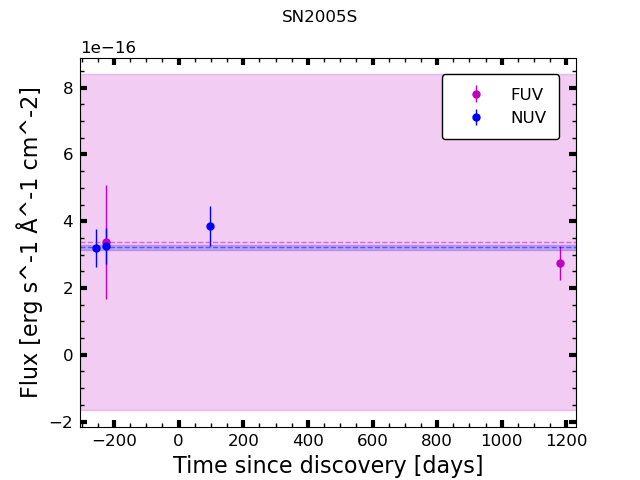 SN2005S
1e−16
FUV
NUV
8
6
4
2
0
−2
Flux [erg s^-1 Å^-1 cm^-2]
−200 0 200 400 600 800 1000 1200
Time since discovery [days]